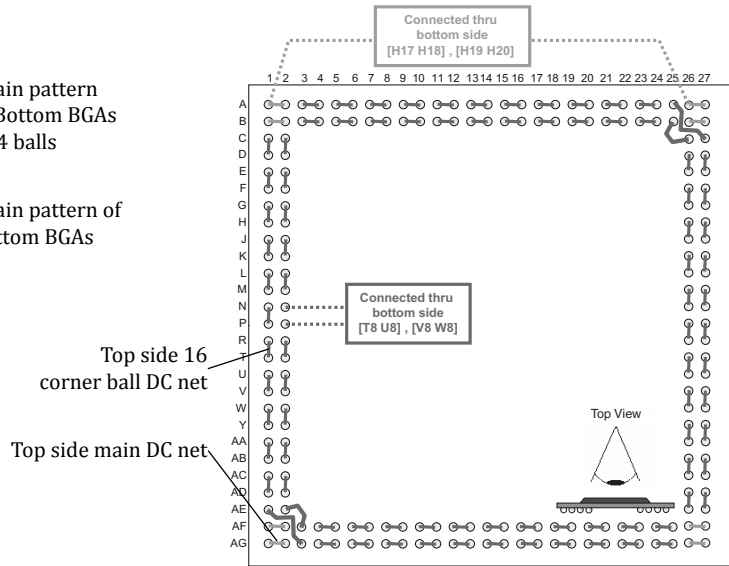 Connected thru
bottom side
[H17 H18] , [H19 H20]
1 2 3 4 5 6 7 8 9 10 11 12 13 14 15 16 17 18 19 20 21 22 23 24 25 26 27
ain pattern
Bottom BGAs
4 balls
ain pattern of
ttom BGAs
A
B
C
D
E
F
G
H
J
K
L
M
N
P
R
T
U
V
W
Y
AA
AB
AC
AD
AE
AF
AG
Connected thru
bottom side
[T8 U8] , [V8 W8]
Top side 16
corner ball DC net
Top View
Top side main DC net